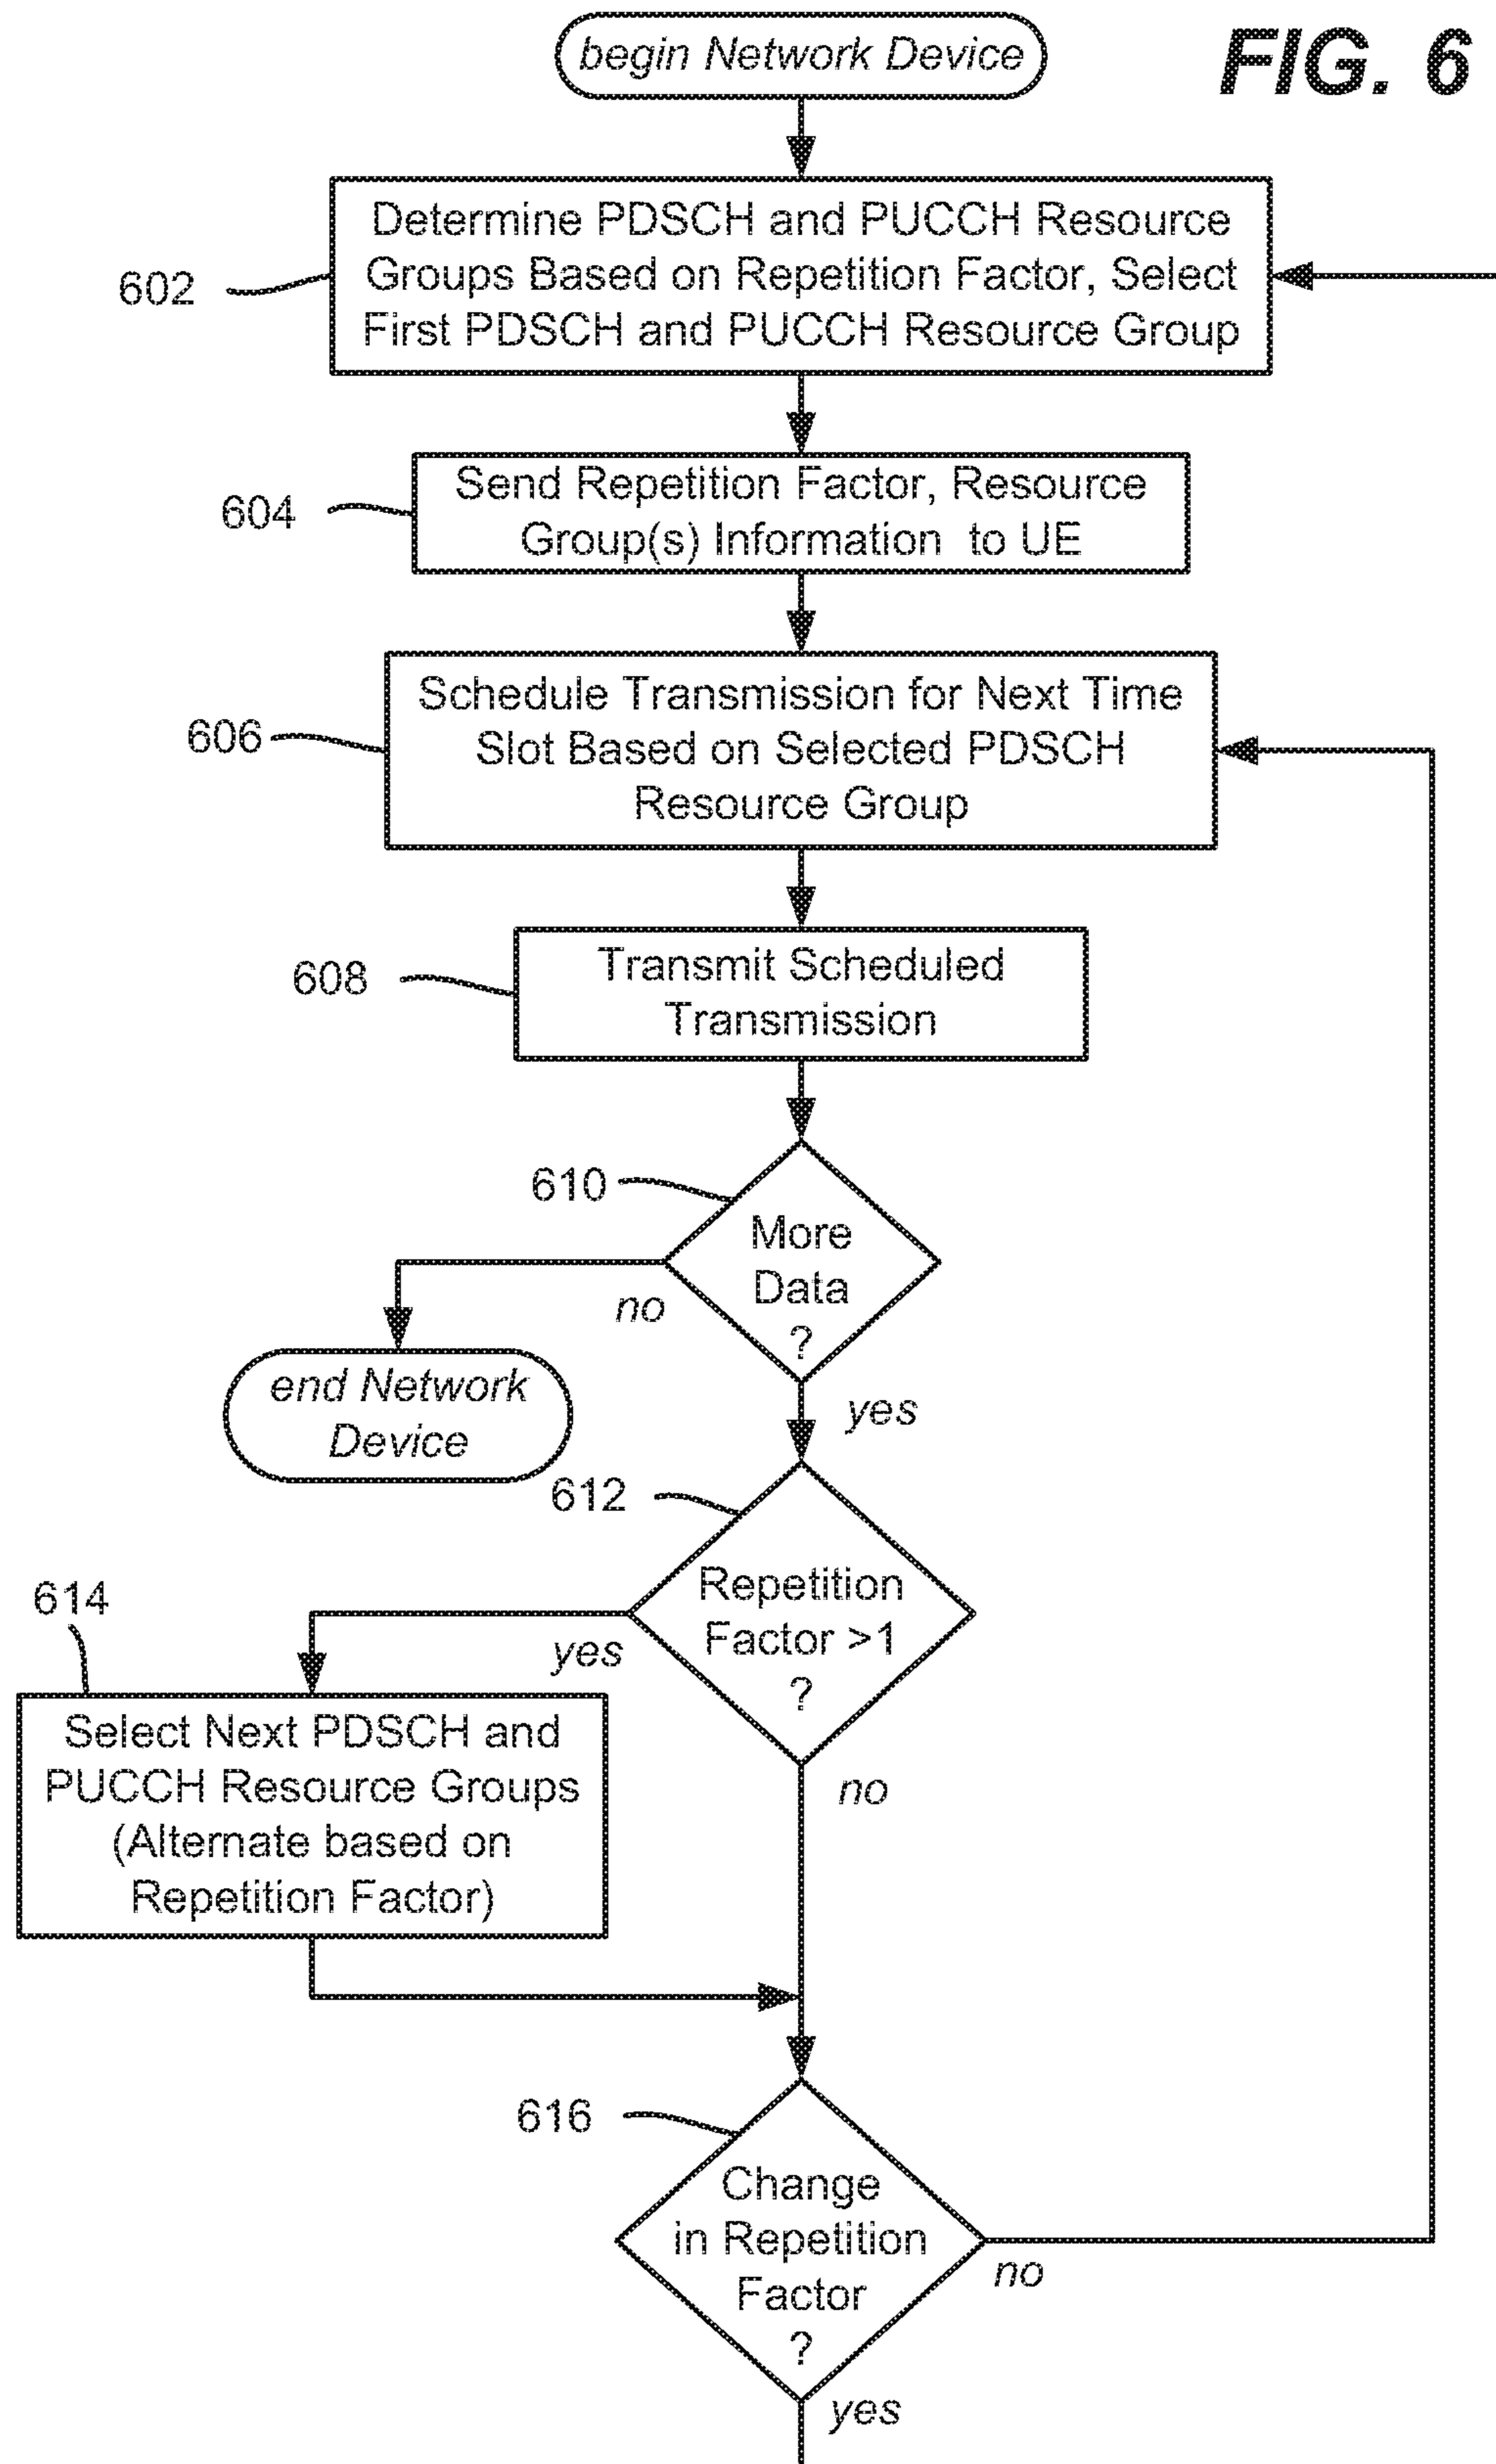 begin Network Device
FIG. 6
Determine PDSCH and PUCCH Resource
Groups Based on Repetition Factor, Select
First PDSCH and PUCCH Resource Group
602
Send Repetition Factor, Resource
Group(s) Information to UE
604
Schedule Transmission for Next Time
Slot Based on Selected PDSCH
Resource Group
606
Transmit Scheduled
Transmission
608
610
More
Data
?
no
end Network
Device
yes
612
Repetition
Factor >1
?
614
yes
Select Next PDSCH and
PUCCH Resource Groups
(Alternate based on
Repetition Factor)
no
616
Change
in Repetition
Factor
?
no
yes